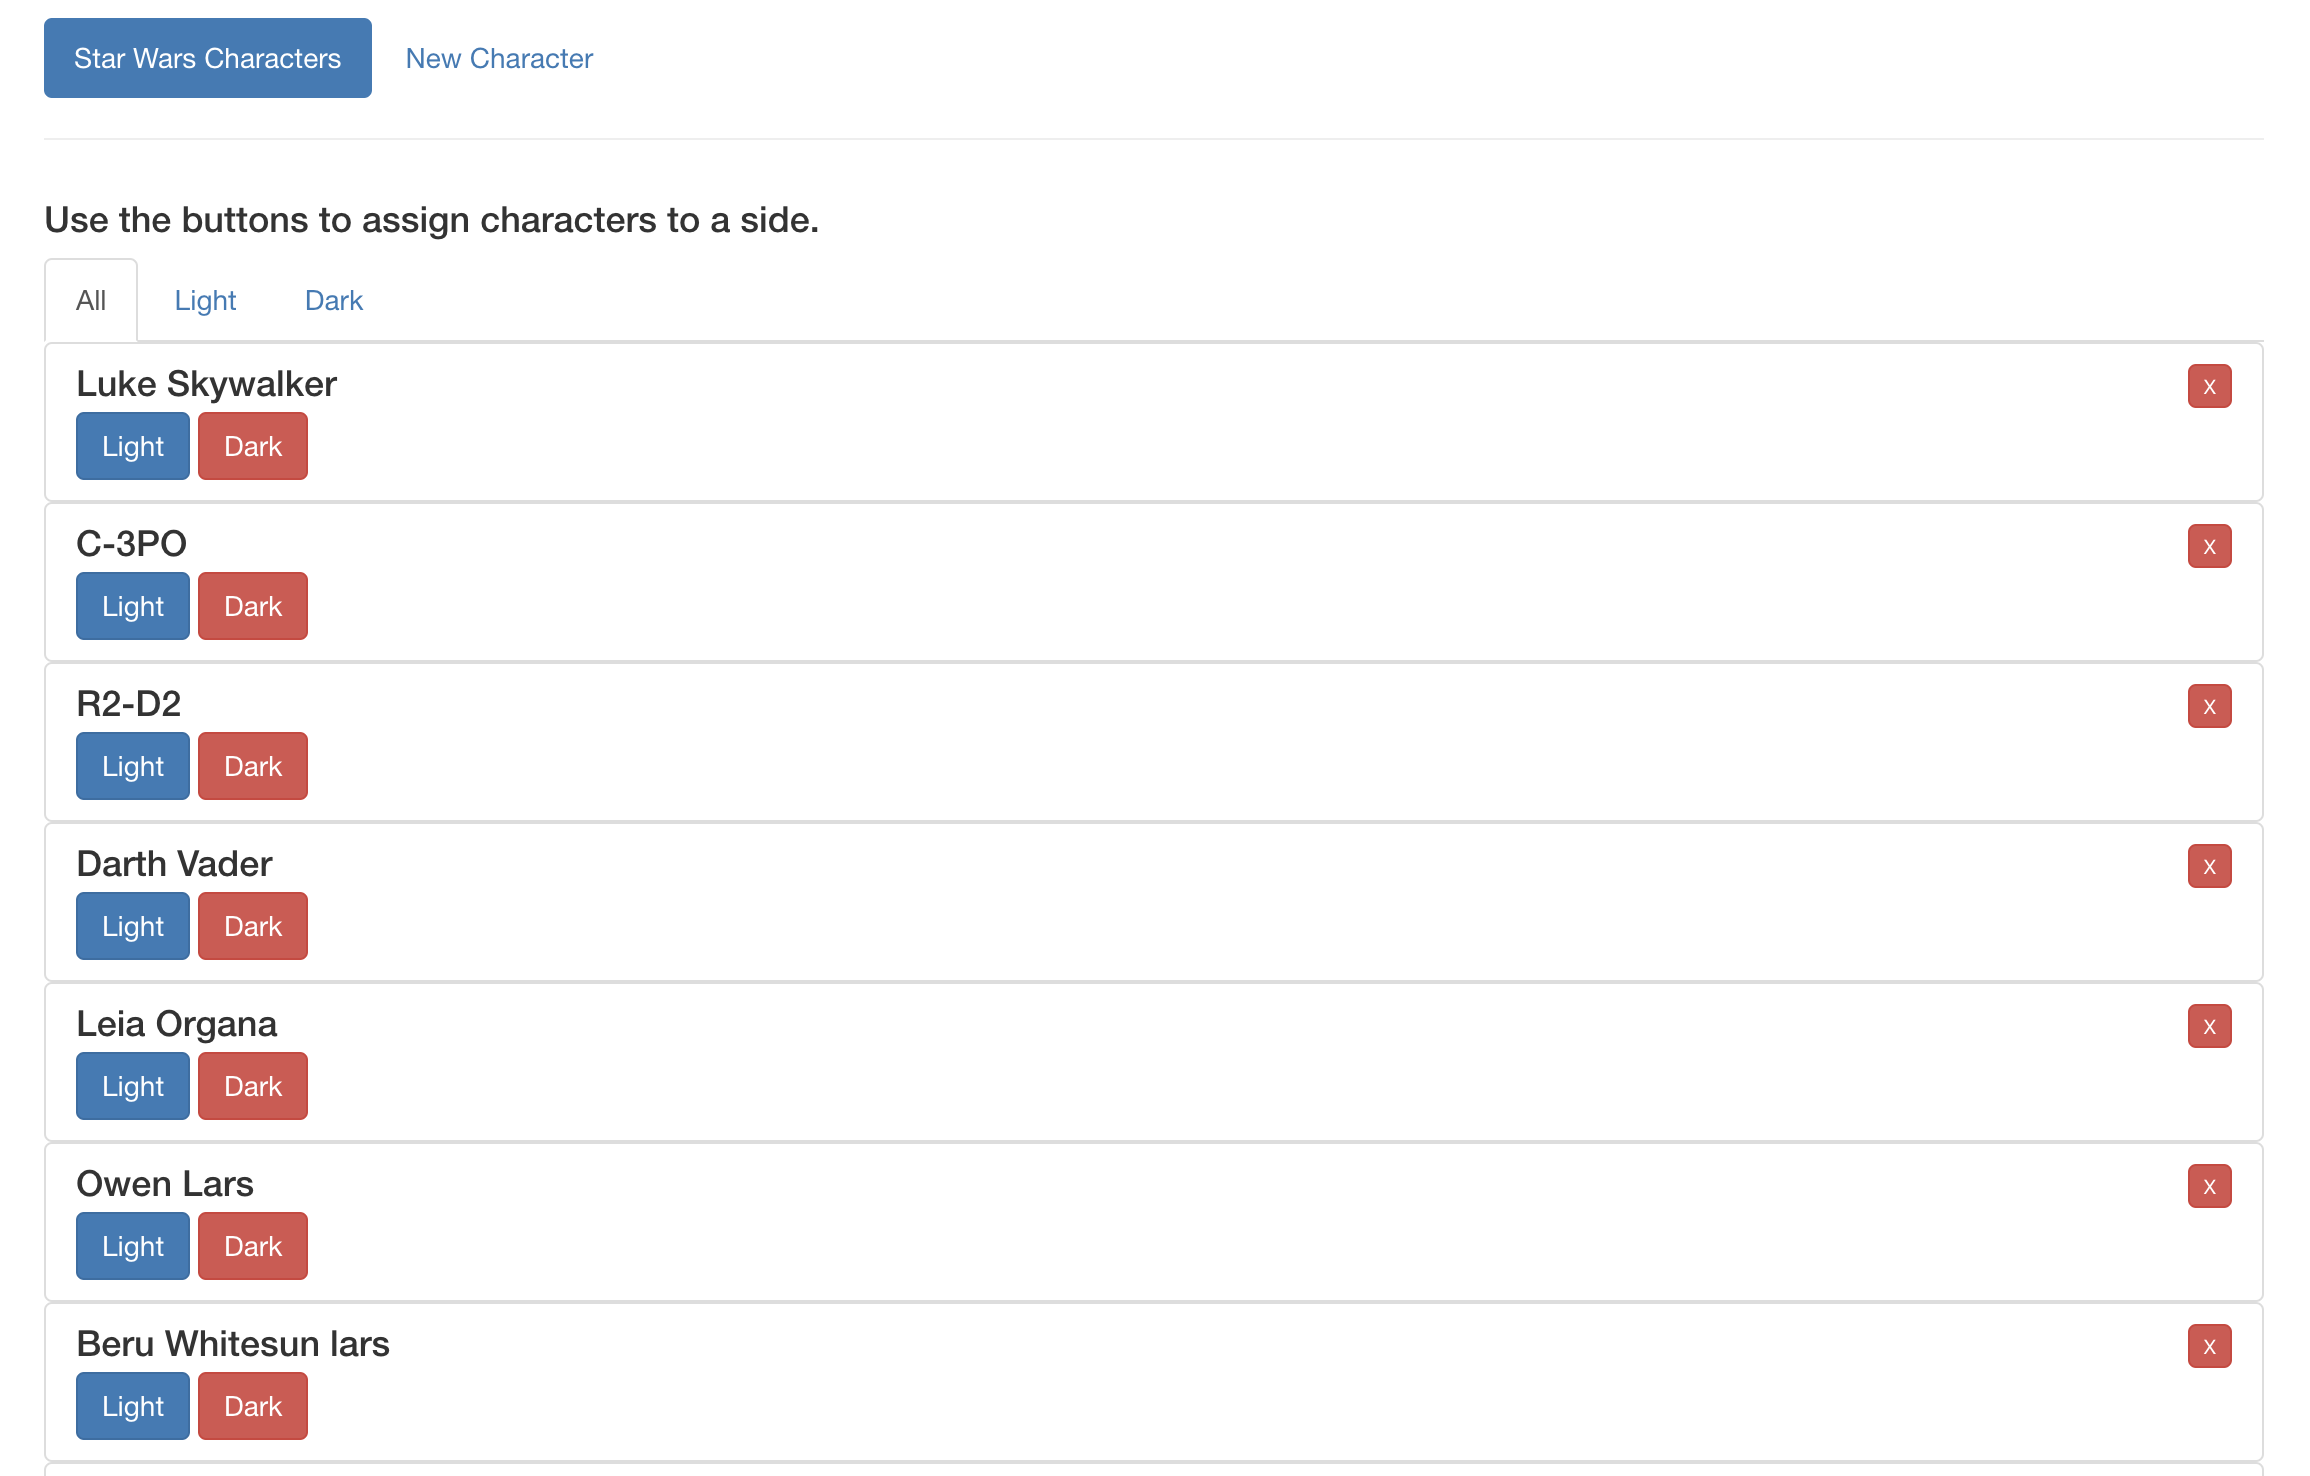 Star Wars Characters New Character
Use the buttons to assign characters to a side.
All Light Dark
Luke Skywalker X
Light Dark
C-3PO X
Light Dark
R2-D2 X
Light Dark
Darth Vader X
Light Dark
Leia Organa X
Light Dark
Owen Lars X
Light Dark
Beru Whitesun lars X
Light Dark